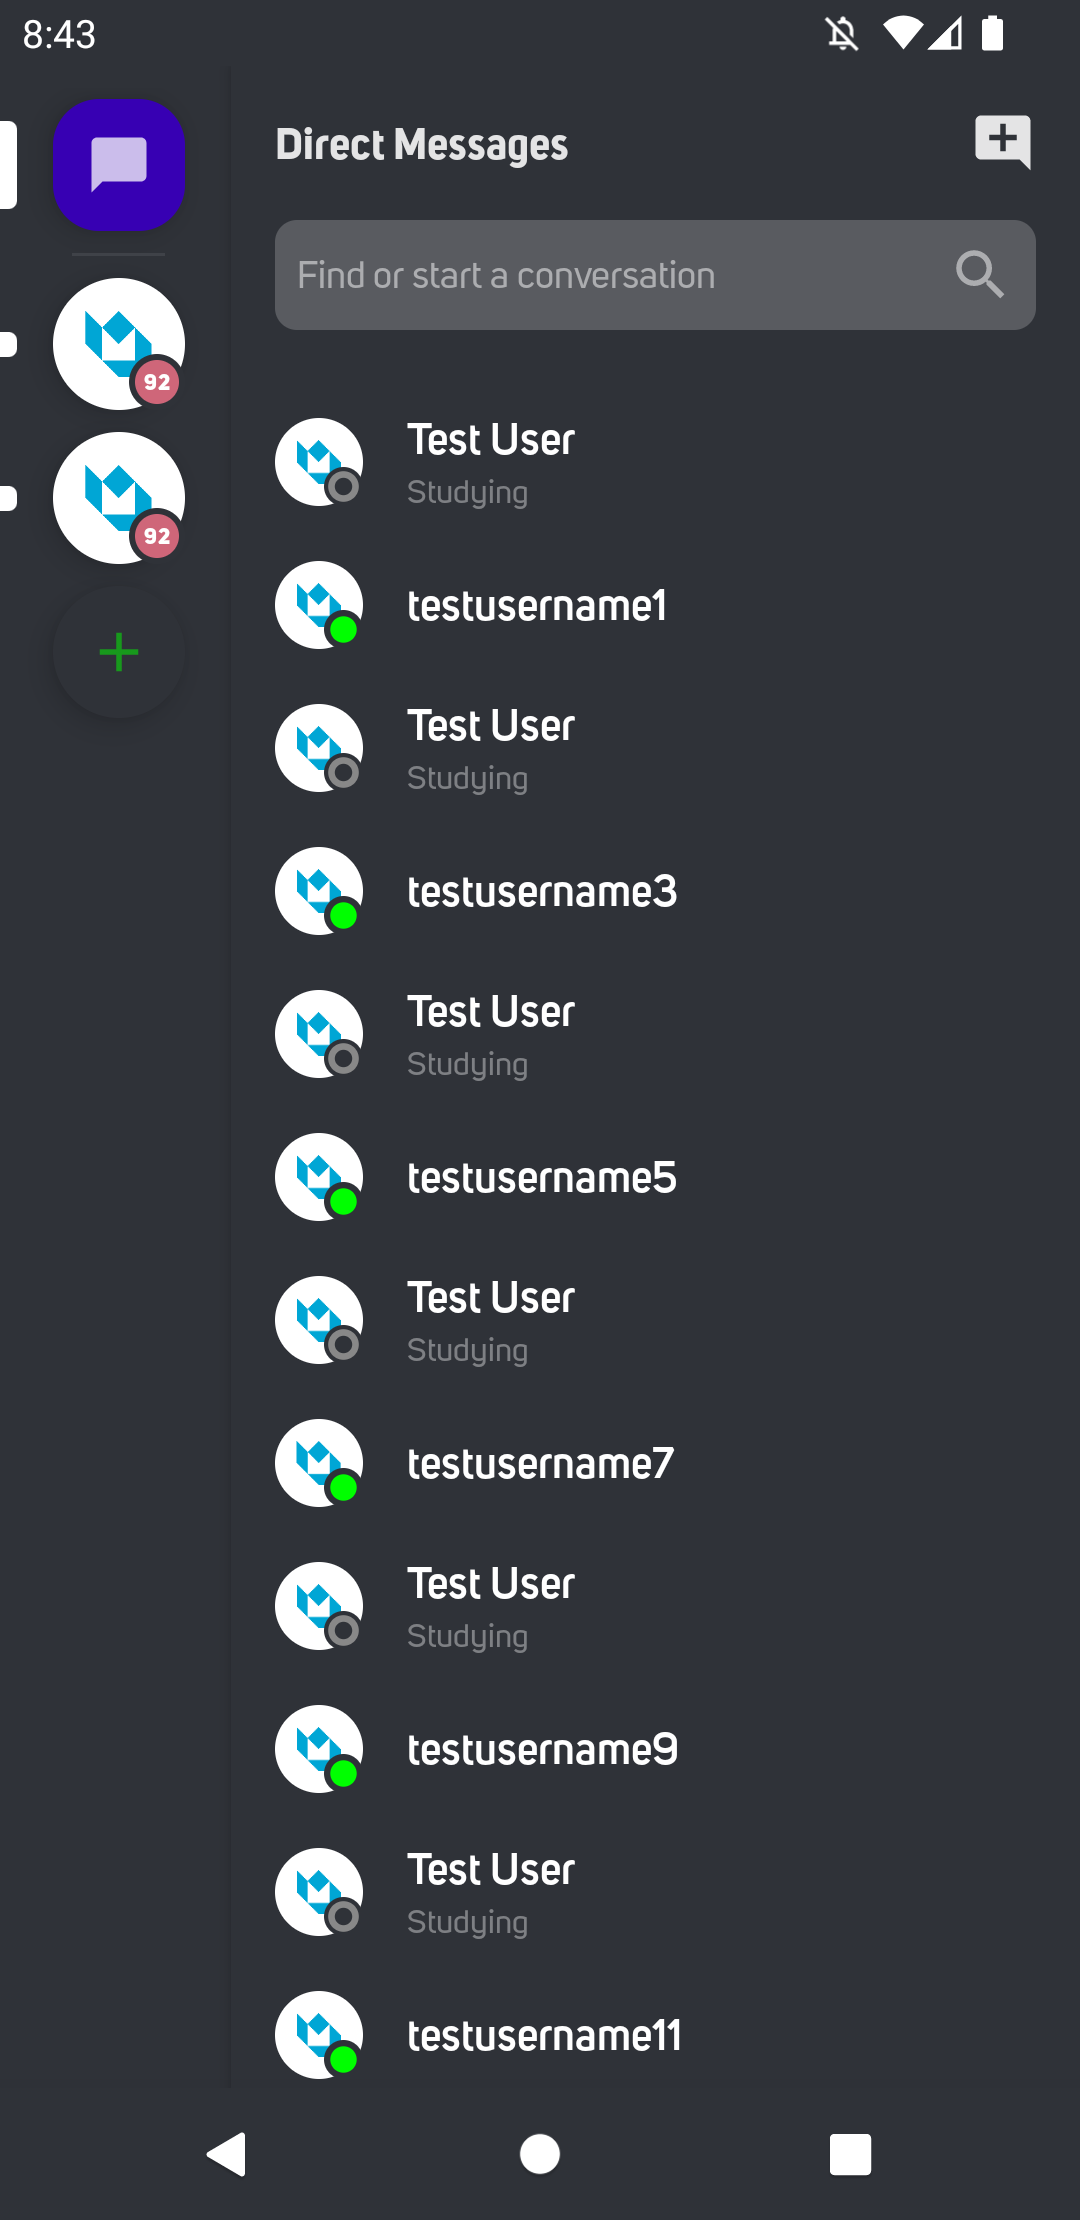 8:43
Direct Messages
Find or start a conversation
92
92
Test User
Studying
testusername1
Test User
Studying
testusername3
Test User
Studying
testusername5
Test User
Studying
testusername7
Test User
Studying
testusername9
Test User
Studying
testusername11